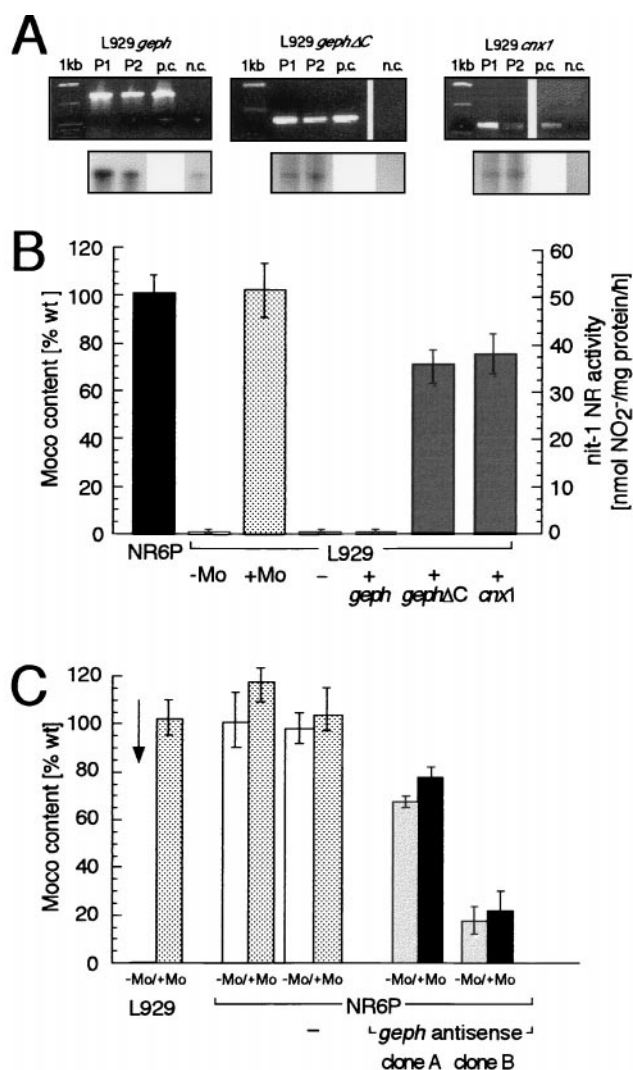 A
L929 geph
L929 gephΔC
L929 cnx1
1kb P1 P2 p.c. n.c.
P1 P2 p.c. n.c.
1kb P1 P2 p.c. n.c.
B
Moco content [% wt]
120
100
80
60
40
20
0
60
50
40
30
20
10
0
nit-1 NR activity
[nmol NO2-/mg protein/h]
NR6P
L929
-Mo +Mo – + + +
geph gephΔC cnx1
C
Moco content [% wt]
120
100
80
60
40
20
0
-Mo/+Mo -Mo/+Mo -Mo/+Mo -Mo/+Mo -Mo/+Mo
L929 NR6P
–
geph antisense
clone A clone B